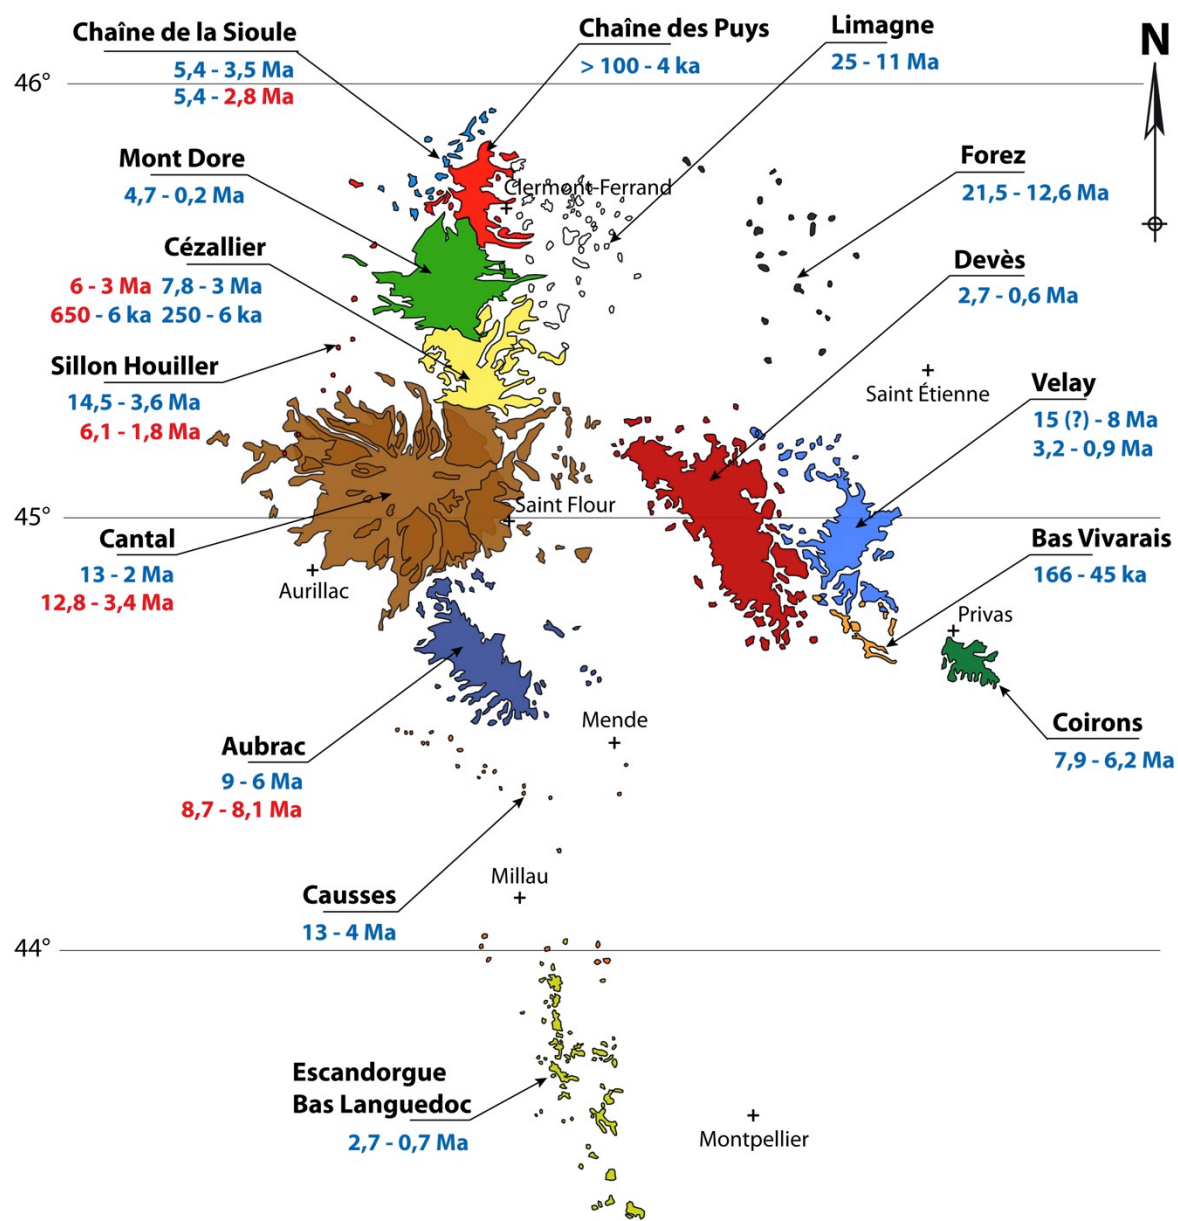 Chaîne de la Sioule
5,4 - 3,5 Ma
5,4 - 2,8 Ma
Chaîne des Puys
> 100 - 4 ka
Limagne
25 - 11 Ma
N
46°
Mont Dore
4,7 - 0,2 Ma
Clermont-Ferrand
Forez
21,5 - 12,6 Ma
Cézallier
6 - 3 Ma 7,8 - 3 Ma
650 - 6 ka 250 - 6 ka
Devès
2,7 - 0,6 Ma
Sillon Houiller
14,5 - 3,6 Ma
6,1 - 1,8 Ma
Saint Étienne
Velay
15 (?) - 8 Ma
3,2 - 0,9 Ma
45°
Saint Flour
Cantal
13 - 2 Ma
12,8 - 3,4 Ma
Aurillac
Bas Vivarais
166 - 45 ka
Privas
Coirons
7,9 - 6,2 Ma
Mende
Aubrac
9 - 6 Ma
8,7 - 8,1 Ma
Millau
Causses
13 - 4 Ma
44°
Escandorgue
Bas Languedoc
2,7 - 0,7 Ma
Montpellier